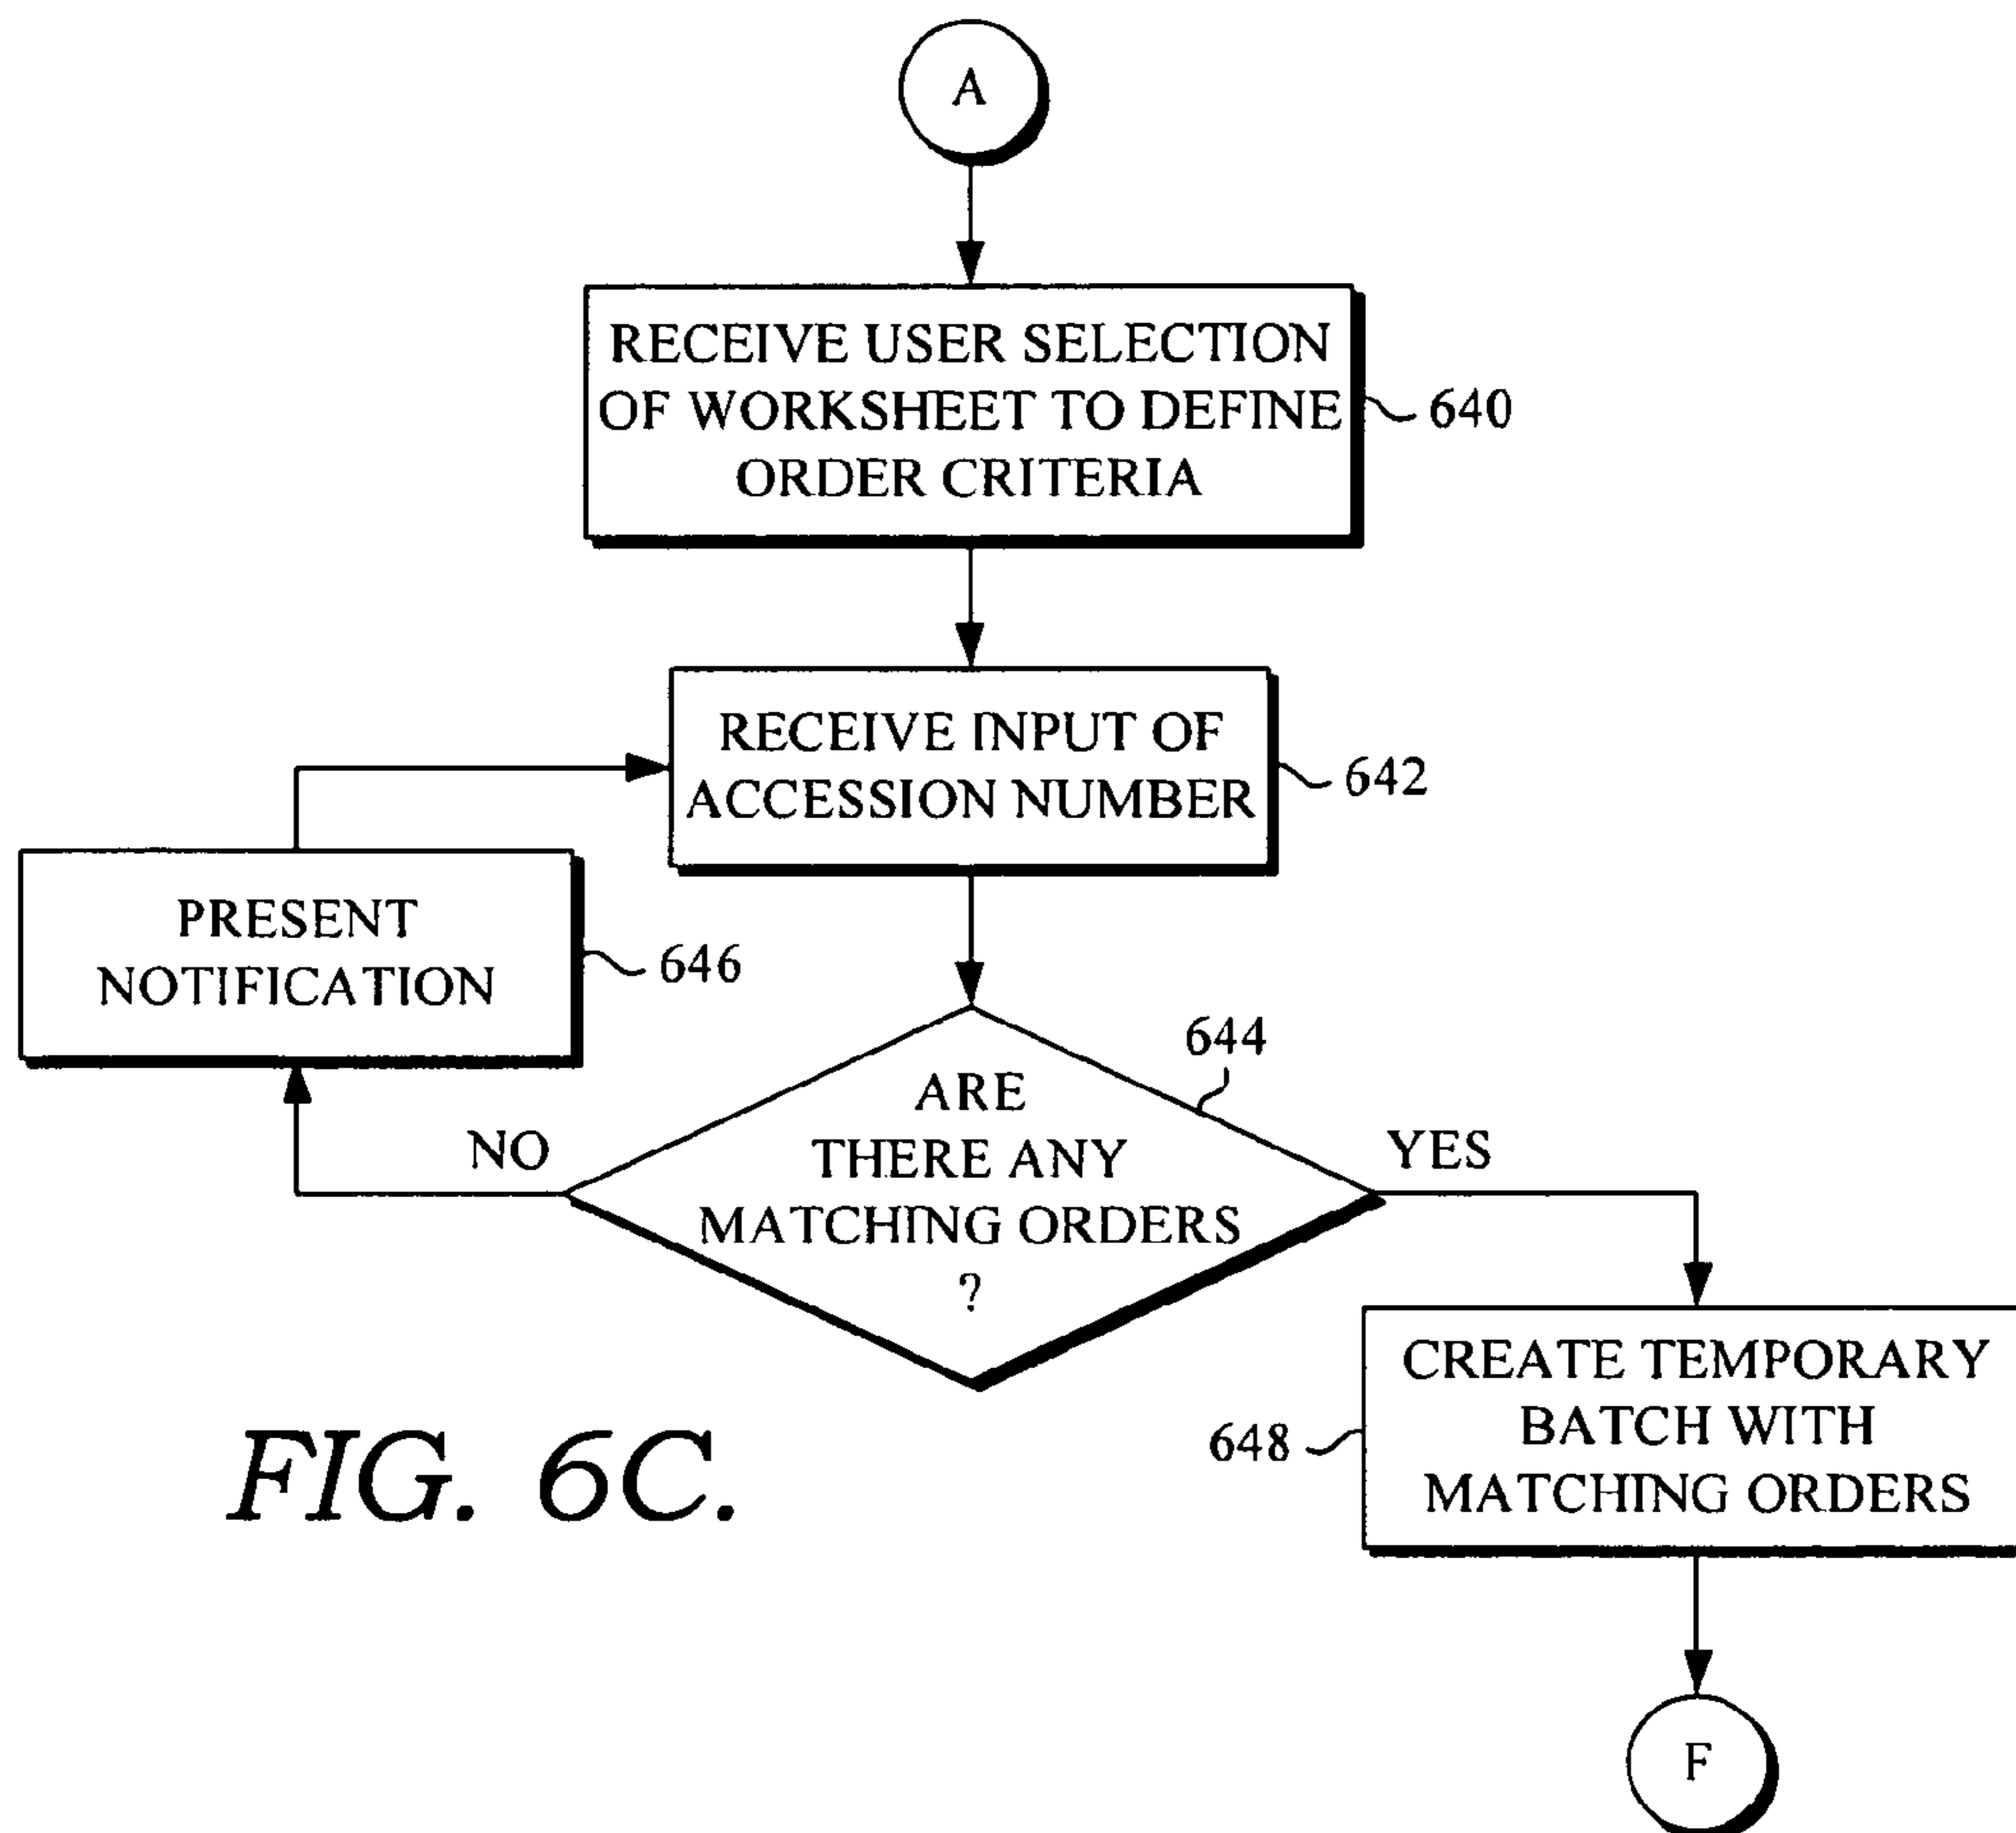 A
RECEIVE USER SELECTION
OF WORKSHEET TO DEFINE
ORDER CRITERIA
640
RECEIVE INPUT OF
ACCESSION NUMBER
642
PRESENT
NOTIFICATION
646
644
ARE
THERE ANY
MATCHING ORDERS
?
NO
YES
CREATE TEMPORARY
BATCH WITH
MATCHING ORDERS
648
F
FIG. 6C.